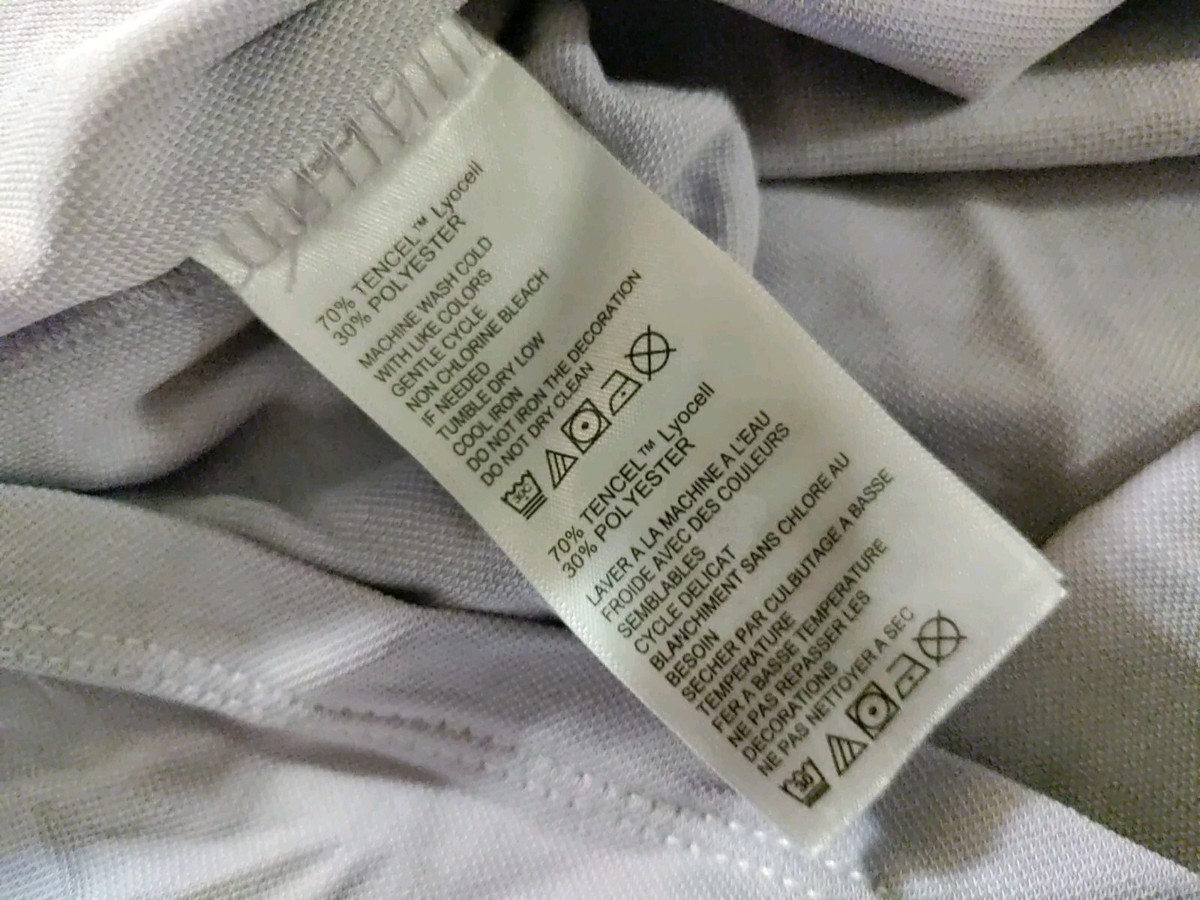 70% TENCEL™ Lyocell
30% POLYESTER
MACHINE WASH COLD
WITH LIKE COLORS
GENTLE CYCLE
NON CHLORINE BLEACH
IF NEEDED
TUMBLE DRY LOW
COOL IRON
DO NOT IRON THE DECORATION
DO NOT DRY CLEAN
30C
70% TENCEL™ Lyocell
30% POLYESTER
LAVER A LA MACHINE A L'EAU
FROIDE AVEC DES COULEURS
SEMBLABLES
CYCLE DELICAT
BLANCHIMENT SANS CHLORE AU
BESOIN
SECHER PAR CULBUTAGE A BASSE
TEMPERATURE
FER A BASSE TEMPERATURE
NE PAS REPASSER LES
DECORATIONS
NE PAS NETTOYER A SEC
30°